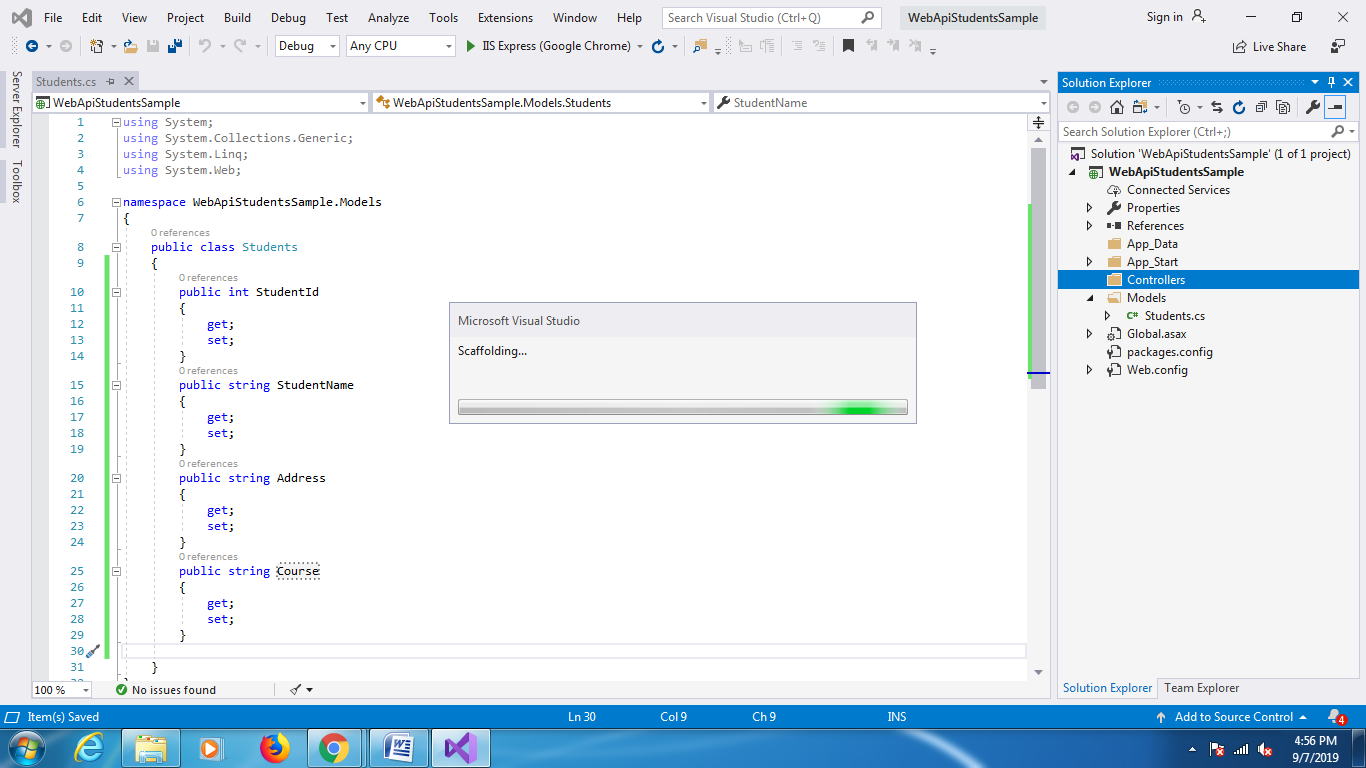 File Edit View Project Build Debug Test Analyze Tools Extensions Window Help Search Visual Studio (Ctrl+Q) WebApiStudentsSample Sign in
Debug Any CPU IIS Express (Google Chrome) Live Share
Server Explorer
Toolbox
Students.cs
WebApiStudentsSample WebApiStudentsSample.Models.Students StudentName
1 using System;
2 using System.Collections.Generic;
3 using System.Linq;
4 using System.Web;
5
6 namespace WebApiStudentsSample.Models
7 {
0 references
8 public class Students
9 {
0 references
10 public int StudentId
11 {
12 get;
13 set;
14 }
0 references
15 public string StudentName
16 {
17 get;
18 set;
19 }
0 references
20 public string Address
21 {
22 get;
23 set;
24 }
0 references
25 public string Course
26 {
27 get;
28 set;
29 }
30
31 }
100 % No issues found
Microsoft Visual Studio
Scaffolding...
Solution Explorer
Search Solution Explorer (Ctrl+;)
Solution 'WebApiStudentsSample' (1 of 1 project)
WebApiStudentsSample
Connected Services
Properties
References
App_Data
App_Start
Controllers
Models
C# Students.cs
Global.asax
packages.config
Web.config
Solution Explorer Team Explorer
Item(s) Saved Ln 30 Col 9 Ch 9 INS Add to Source Control 4
4:56 PM
9/7/2019